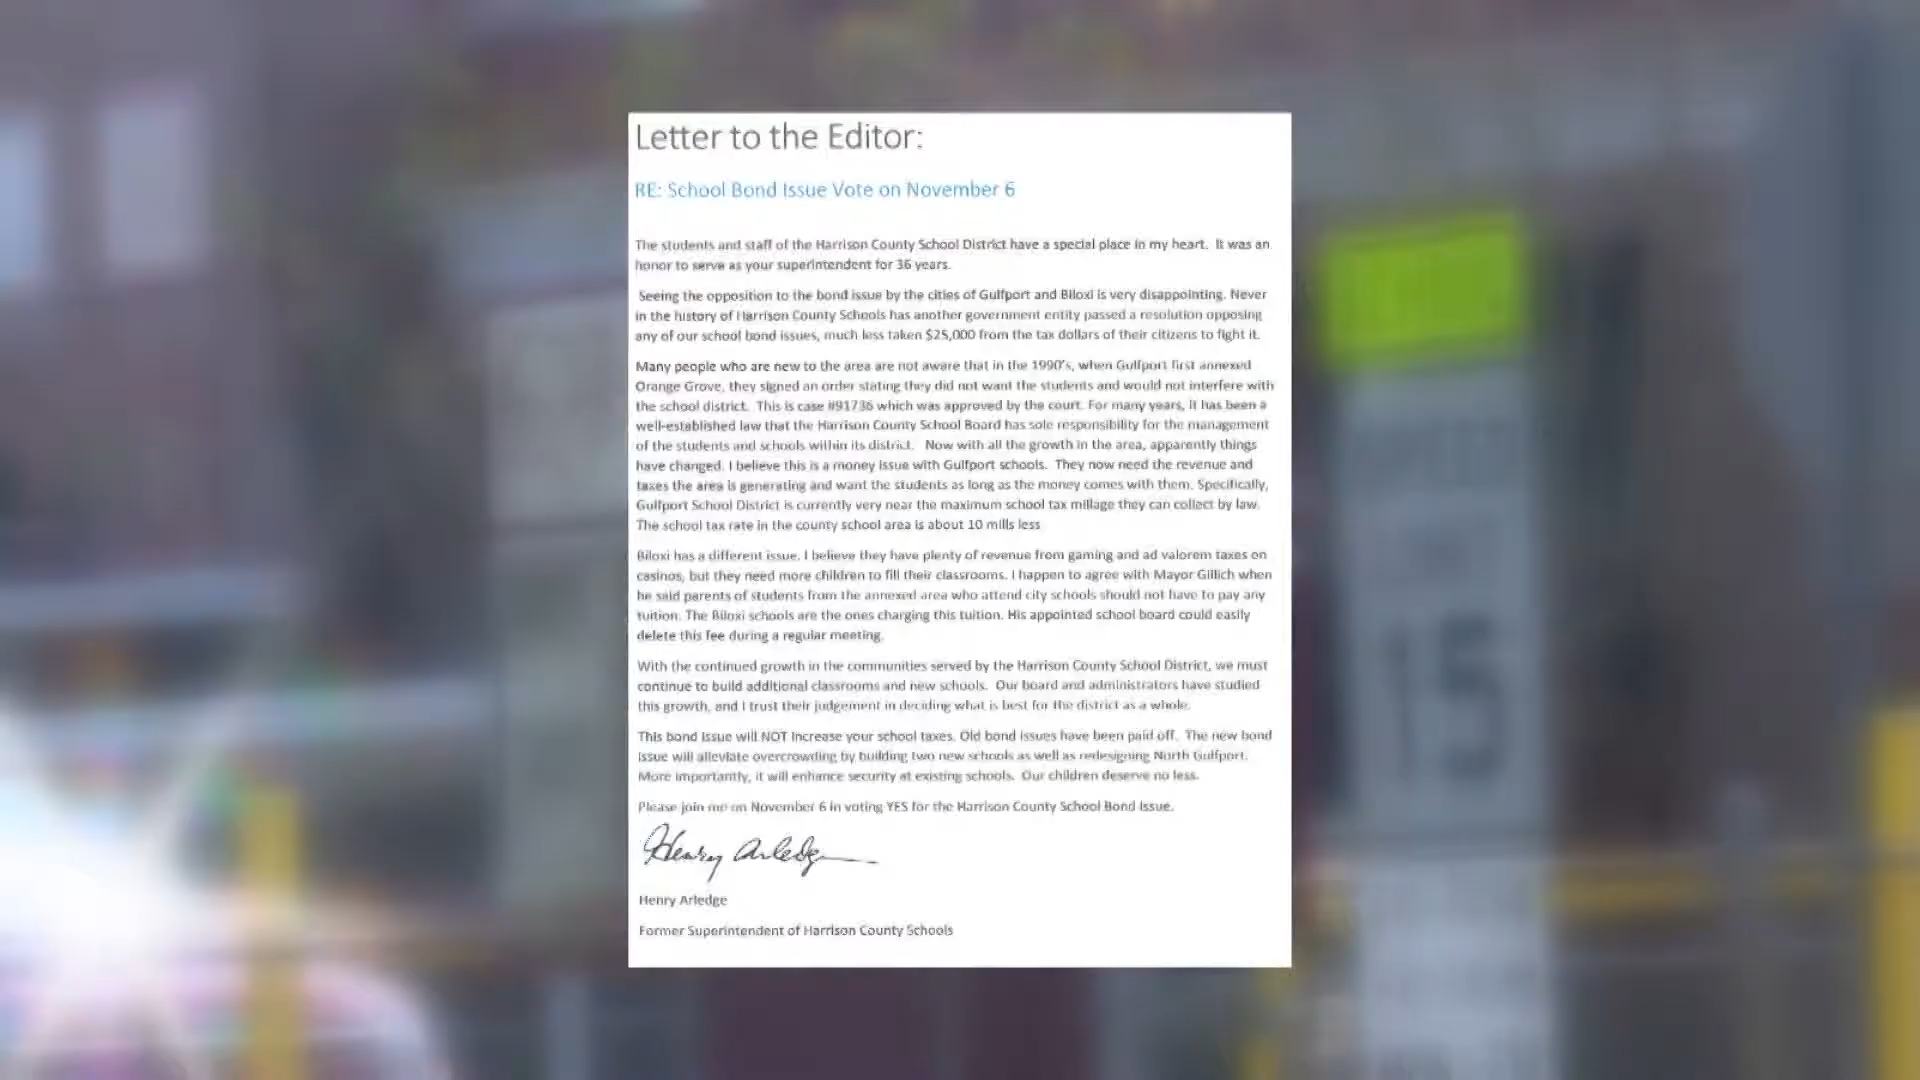 Letter to the Editor:
RE: School Bond Issue Vote on November 6
The students and staff of the Harrison County School District have a special place in my heart. It was an
honor to serve as your superintendent for 36 years.
Seeing the opposition to the bond issue by the cities of Gulfport and Biloxi is very disappointing. Never
in the history of Harrison County Schools has another government entity passed a resolution opposing
any of our school bond issues, much less taken $25,000 from the tax dollars of their citizens to fight it.
Many people who are new to the area are not aware that in the 1990's, when Gulfport first annexed
Orange Grove, they signed an order stating they did not want the students and would not interfere with
the school district. This is case #91736 which was approved by the court. For many years, it has been a
well-established law that the Harrison County School Board has sole responsibility for the management
of the students and schools within its district. Now with all the growth in the area, apparently things
have changed. I believe this is a money issue with Gulfport schools. They now need the revenue and
taxes the area is generating and want the students as long as the money comes with them. Specifically,
Gulfport School District is currently very near the maximum school tax millage they can collect by law.
The school tax rate in the county school area is about 10 mills less
Biloxi has a different issue. I believe they have plenty of revenue from gaming and ad valorem taxes on
casinos, but they need more children to fill their classrooms. I happen to agree with Mayor Gillich when
he said parents of students from the annexed area who attend city schools should not have to pay any
tuition. The Biloxi schools are the ones charging this tuition. His appointed school board could easily
delete this fee during a regular meeting.
With the continued growth in the communities served by the Harrison County School District, we must
continue to build additional classrooms and new schools. Our board and administrators have studied
this growth, and I trust their judgement in deciding what is best for the district as a whole.
This bond issue will NOT increase your school taxes. Old bond issues have been paid off. The new bond
issue will alleviate overcrowding by building two new schools as well as redesigning North Gulfport.
More importantly, it will enhance security at existing schools. Our children deserve no less.
Please join me on November 6 in voting YES for the Harrison County School Bond Issue.
Henry Arledge
Henry Arledge
Former Superintendent of Harrison County Schools
15